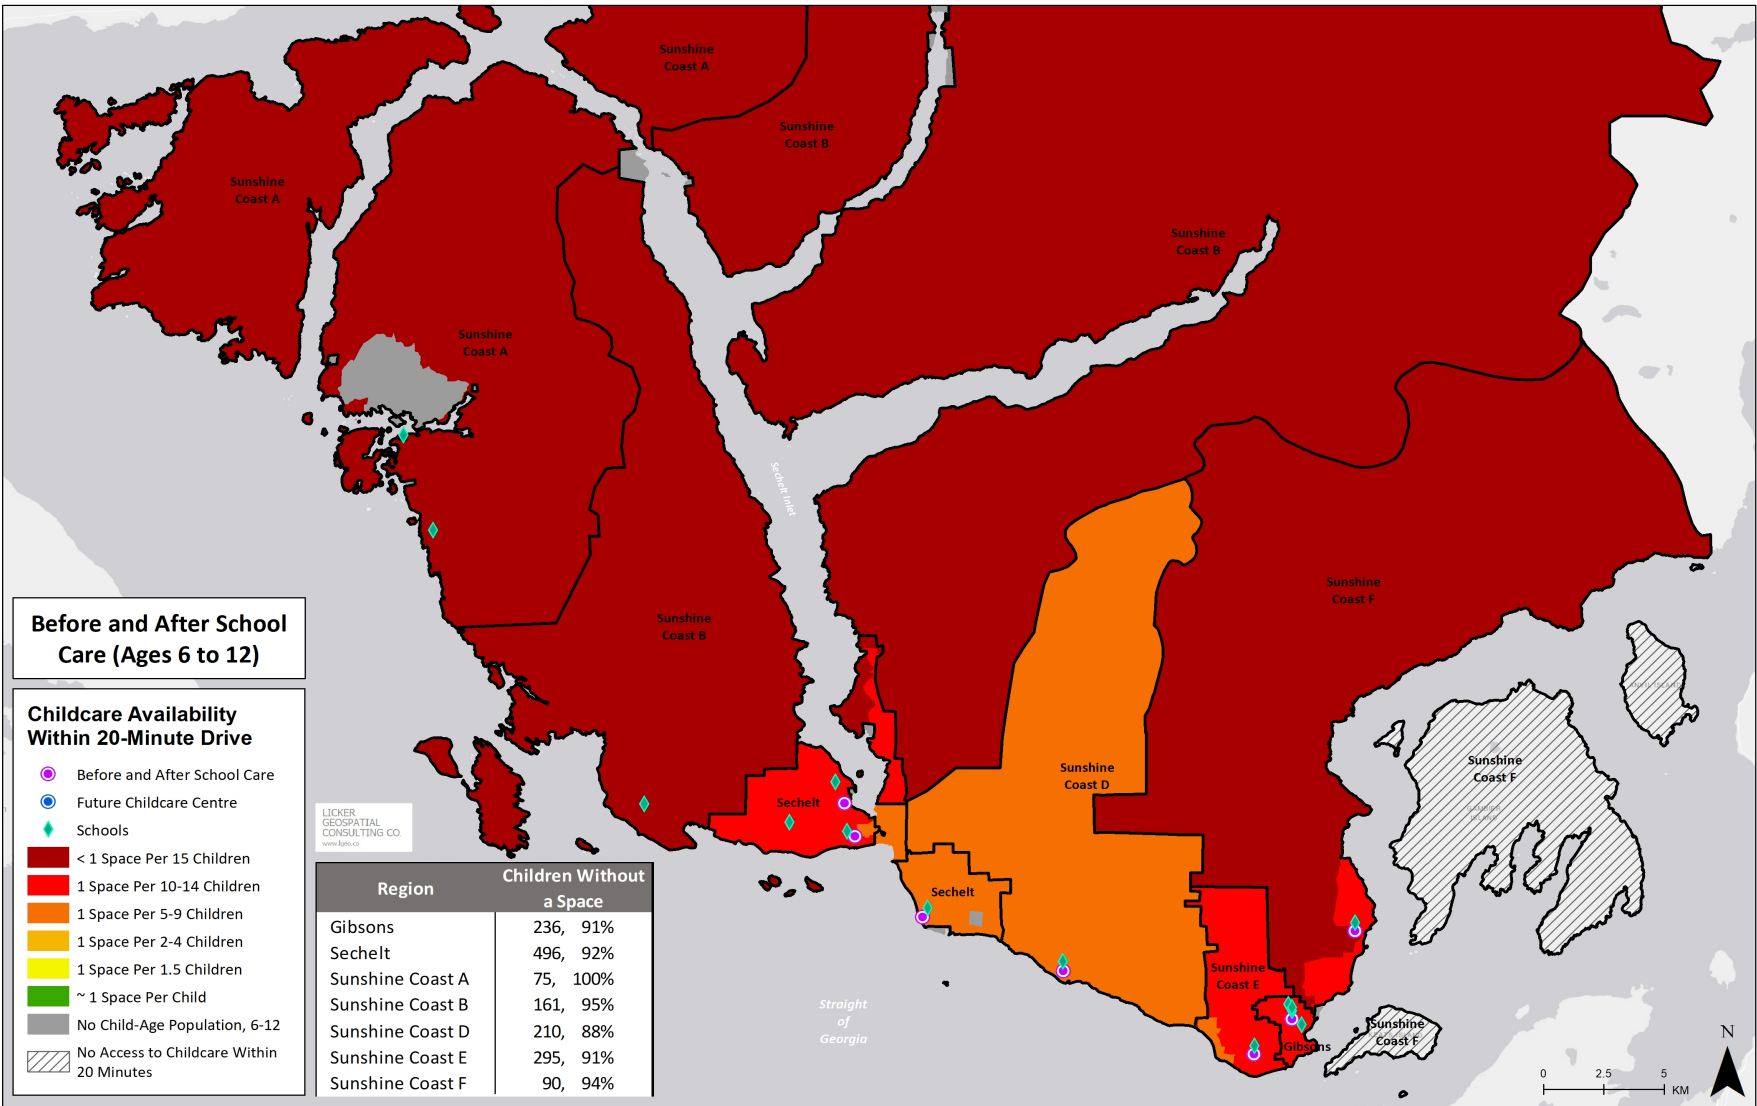 Sunshine
Coast A
Sunshine
Coast B
Sunshine
Coast A
Sunshine
Coast B
Sunshine
Coast A
Sechelt Inlet
Sunshine
Coast F
Sunshine
Coast B
ANVIL ISLAND
Sunshine
Coast F
GAMBIER
ISLAND
Sunshine
Coast D
Sechelt
Sechelt
Sunshine
Coast E
Straight
of
Georgia
Sunshine
Coast F
Gibsons
Before and After School
Care (Ages 6 to 12)
Childcare Availability
Within 20-Minute Drive
Before and After School Care
Future Childcare Centre
Schools
< 1 Space Per 15 Children
1 Space Per 10-14 Children
1 Space Per 5-9 Children
1 Space Per 2-4 Children
1 Space Per 1.5 Children
~ 1 Space Per Child
No Child-Age Population, 6-12
No Access to Childcare Within
20 Minutes
LICKER
GEOSPATIAL
CONSULTING CO.
www.lgeo.co
Region Children Without a Space
Gibsons 236, 91%
Sechelt 496, 92%
Sunshine Coast A 75, 100%
Sunshine Coast B 161, 95%
Sunshine Coast D 210, 88%
Sunshine Coast E 295, 91%
Sunshine Coast F 90, 94%
N
0 2.5 5
KM